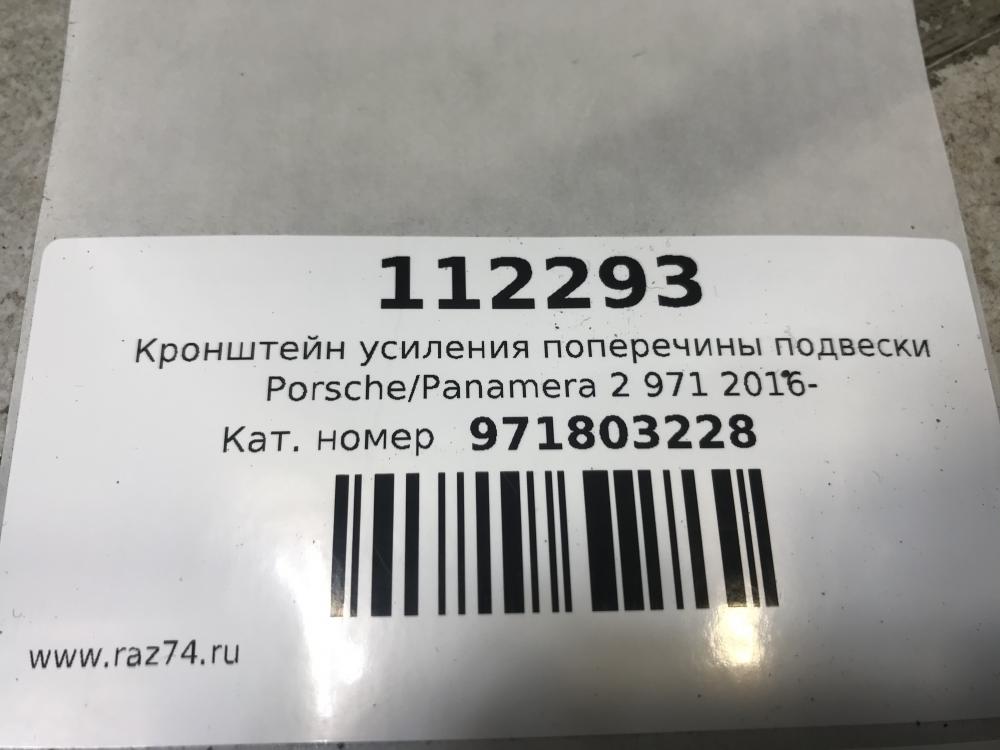 112293
Кронштейн усиления поперечины подвески
Porsche/Panamera 2 971 2016-
Кат. номер 971803228
www.raz74.ru